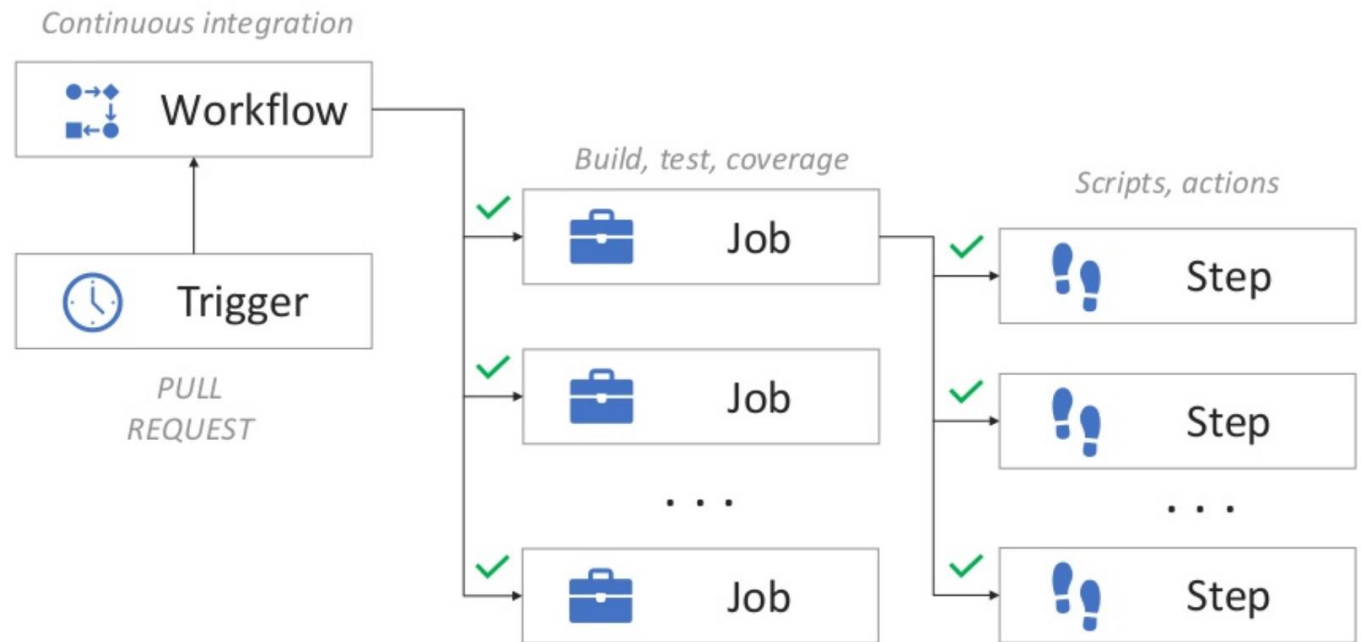 Continuous integration
Workflow
Trigger
PULL
REQUEST
Build, test, coverage
Job
Job
. . .
Job
Scripts, actions
Step
Step
. . .
Step